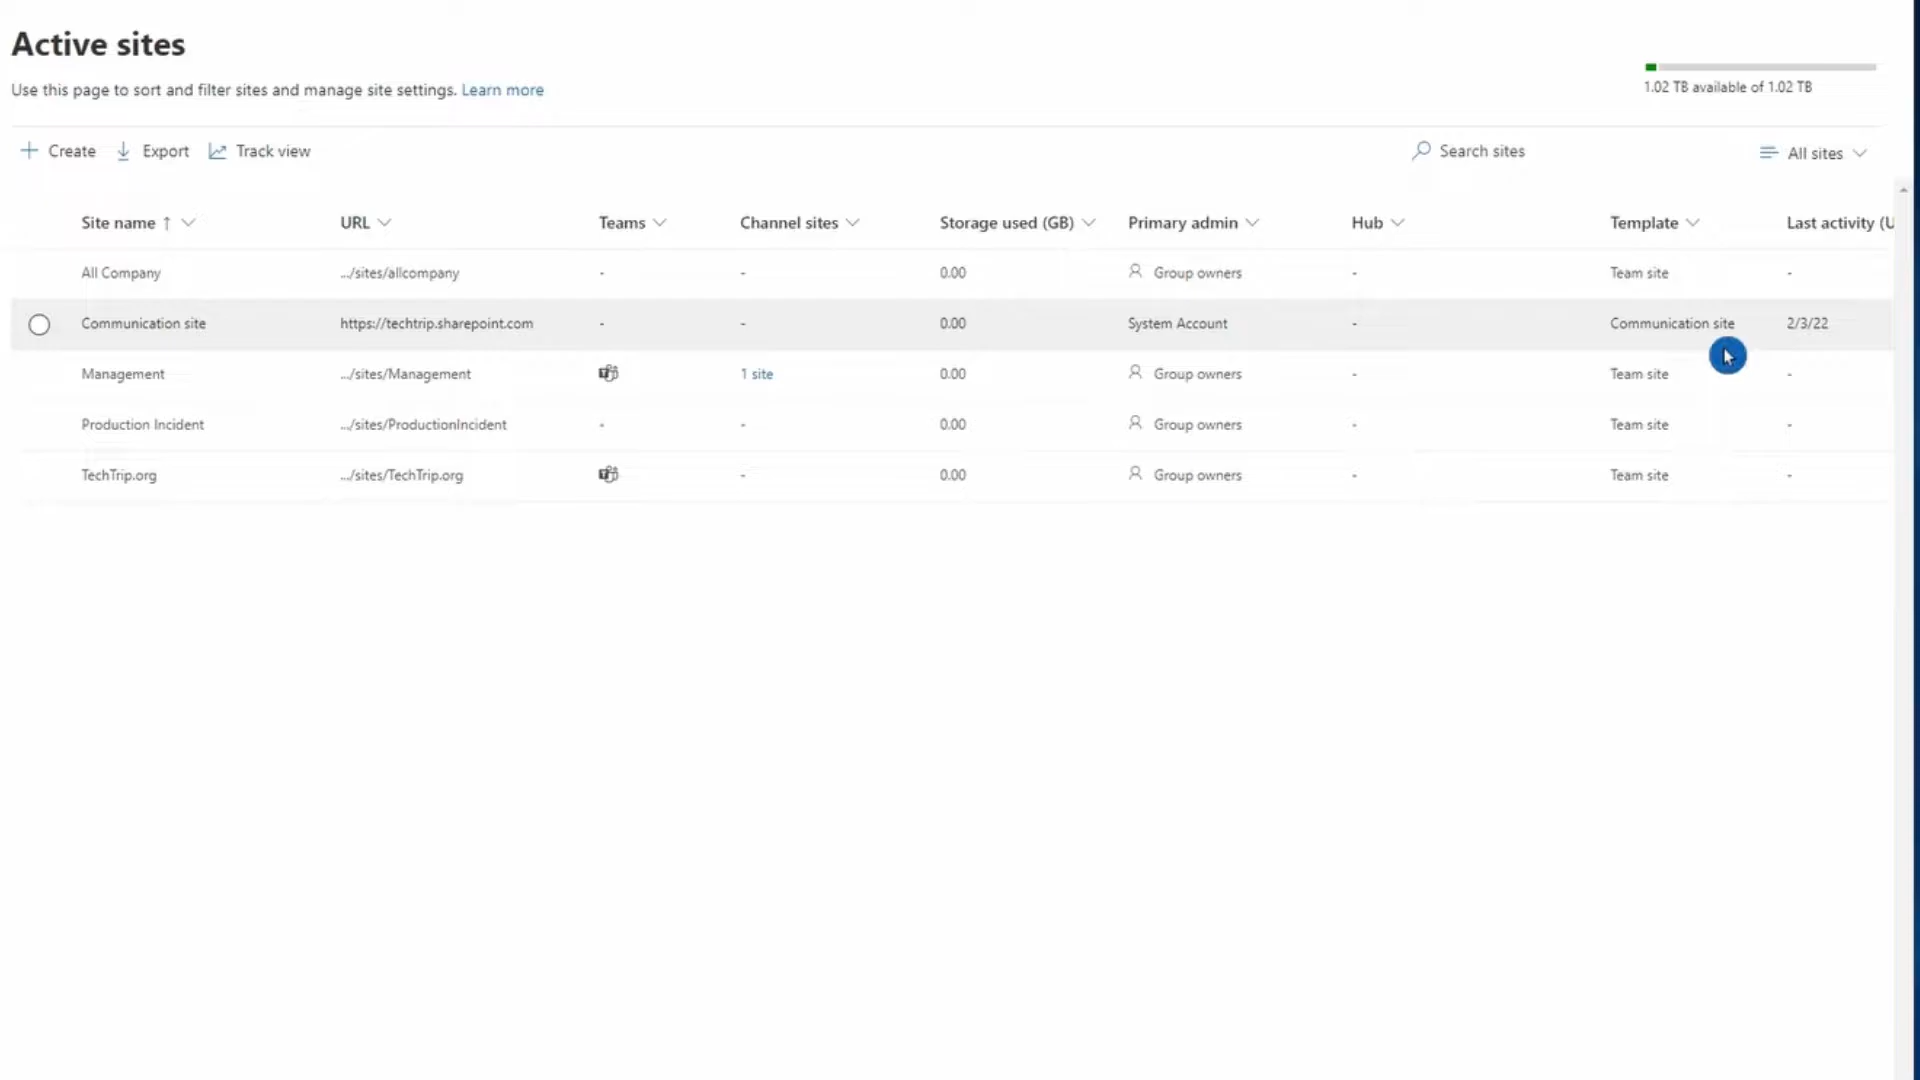 Active sites
Use this page to sort and filter sites and manage site settings. Learn more
1.02 TB available of 1.02 TB
Create Export Track view Search sites All sites
Site name ↑ URL Teams Channel sites Storage used (GB) Primary admin Hub Template Last activity (U
All Company .../sites/allcompany - - 0.00 Group owners - Team site -
Communication site https://techtrip.sharepoint.com - - 0.00 System Account - Communication site 2/3/22
Management .../sites/Management 1 site 0.00 Group owners - Team site -
Production Incident .../sites/ProductionIncident - - 0.00 Group owners - Team site -
TechTrip.org .../sites/TechTrip.org - 0.00 Group owners - Team site -